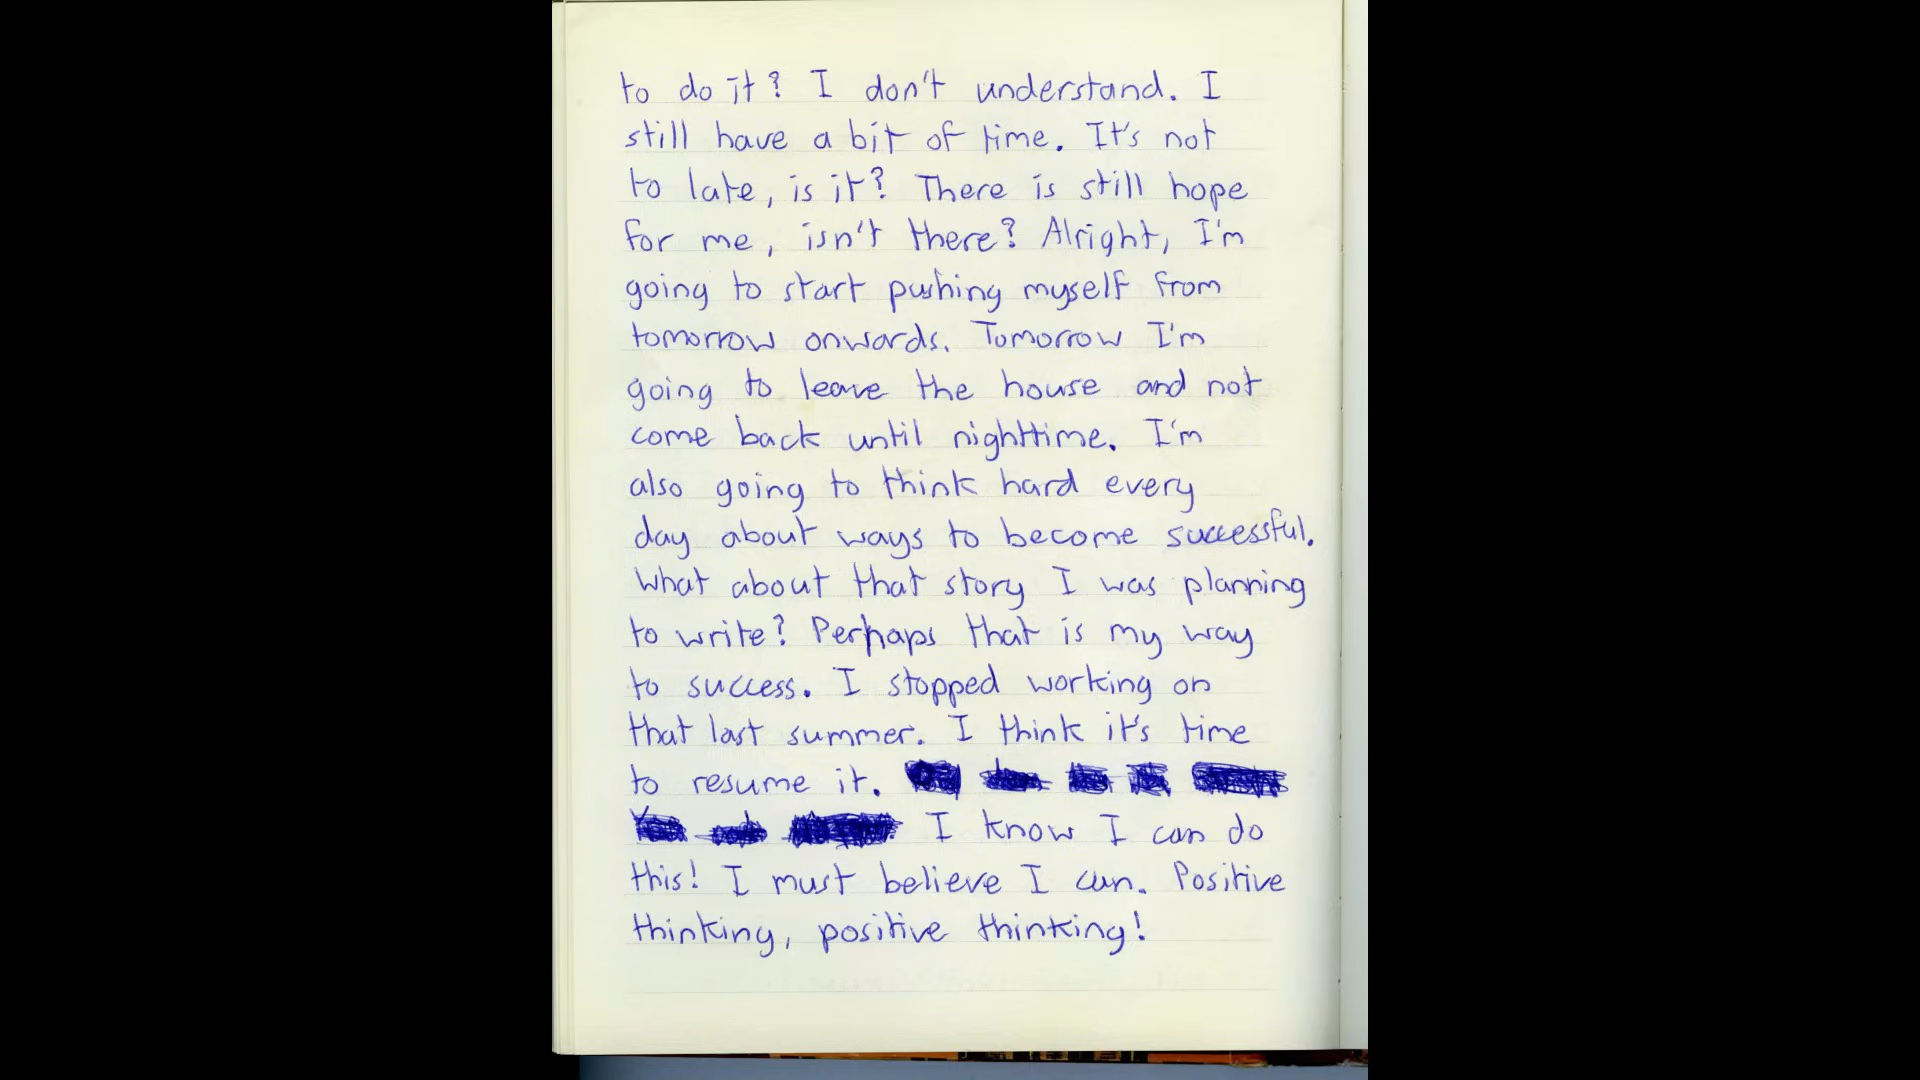 to do it? I don't understand. I
still have a bit of time. It's not
to late, is it? There is still hope
for me, isn't there? Alright, I'm
going to start pushing myself from
tomorrow onwards. Tomorrow I'm
going to leave the house and not
come back until nighttime. I'm
also going to think hard every
day about ways to become successful.
What about that story I was planning
to write? Perhaps that is my way
to success. I stopped working on
that last summer. I think it's time
to resume it.
I know I can do
this! I must believe I can. Positive
thinking, positive thinking!